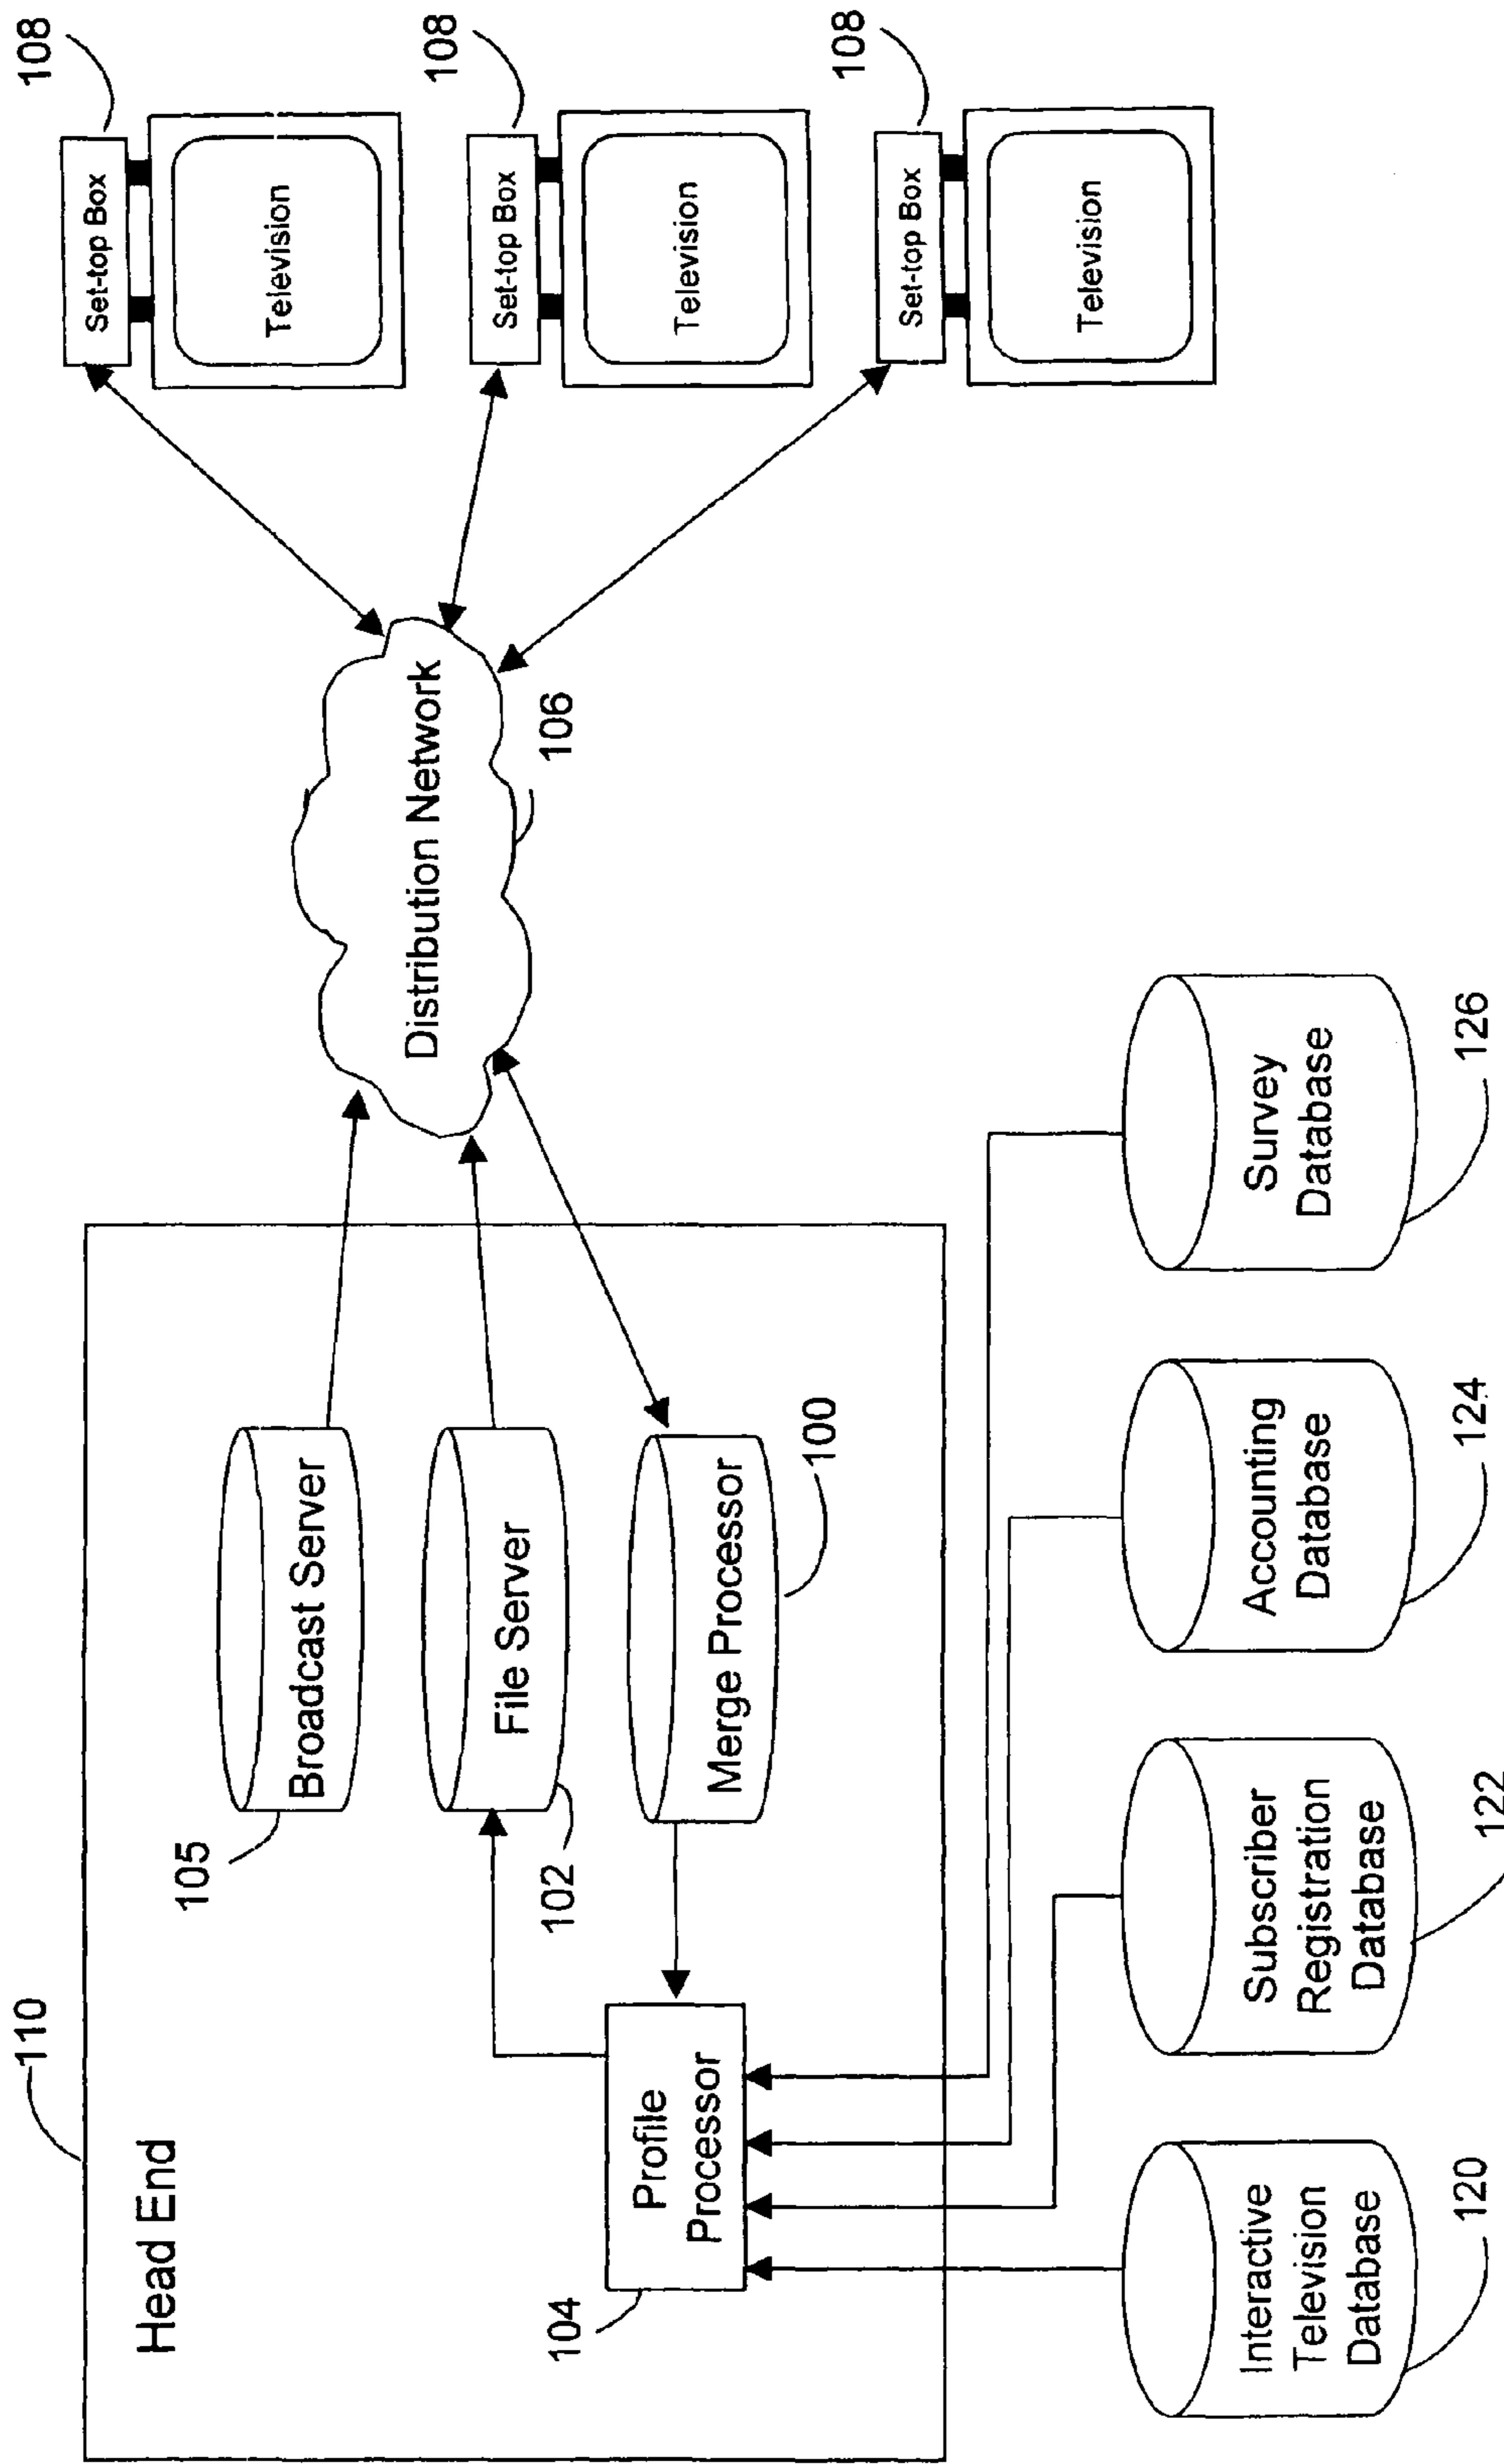 110
Head End
105
Broadcast Server
102
File Server
104
Profile
Processor
Merge Processor
100
Distribution Network
106
108
Set-top Box
Television
108
Set-top Box
Television
108
Set-top Box
Television
Interactive
Television
Database
120
Subscriber
Registration
Database
122
Accounting
Database
124
Survey
Database
126